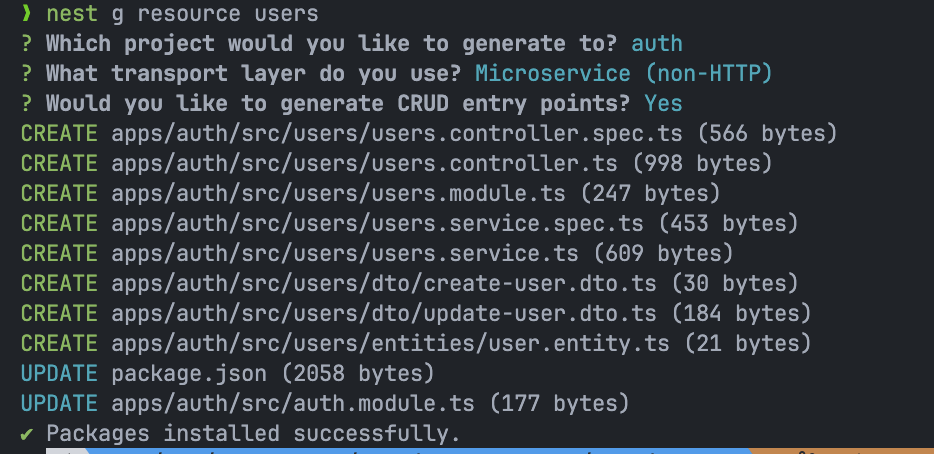 ❯ nest g resource users
? Which project would you like to generate to? auth
? What transport layer do you use? Microservice (non-HTTP)
? Would you like to generate CRUD entry points? Yes
CREATE apps/auth/src/users/users.controller.spec.ts (566 bytes)
CREATE apps/auth/src/users/users.controller.ts (998 bytes)
CREATE apps/auth/src/users/users.module.ts (247 bytes)
CREATE apps/auth/src/users/users.service.spec.ts (453 bytes)
CREATE apps/auth/src/users/users.service.ts (609 bytes)
CREATE apps/auth/src/users/dto/create-user.dto.ts (30 bytes)
CREATE apps/auth/src/users/dto/update-user.dto.ts (184 bytes)
CREATE apps/auth/src/users/entities/user.entity.ts (21 bytes)
UPDATE package.json (2058 bytes)
UPDATE apps/auth/src/auth.module.ts (177 bytes)
✔ Packages installed successfully.